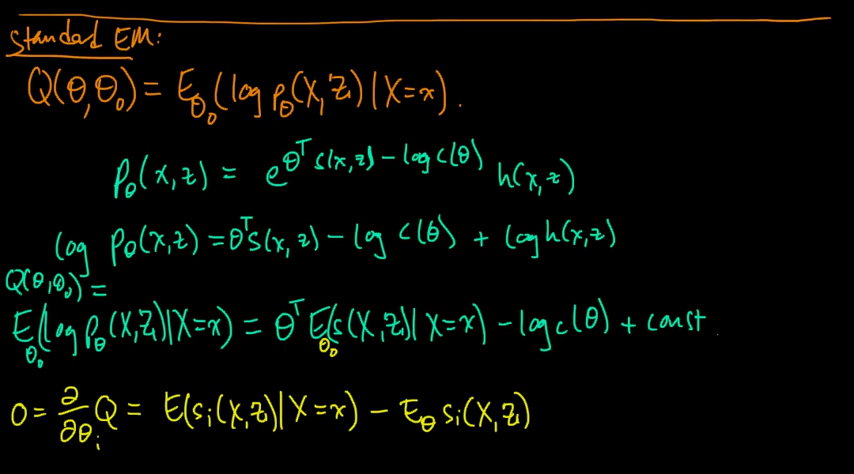 Standard EM:
Q(θ,θ₀) = E_θ₀(log p_θ(X,Z) | X=x).
p_θ(x,z) = e^{θ^T s(x,z) − log c(θ)} h(x,z)
log p_θ(x,z) = θ^T s(x,z) − log c(θ) + log h(x,z)
Q(θ,θ₀) =
E_θ₀(log p_θ(X,Z) | X=x) = θ^T E_θ₀(s(X,Z) | X=x) − log c(θ) + const.
0 = ∂/∂θ_i Q = E(s_i(X,Z) | X=x) − E_θ s_i(X,Z)